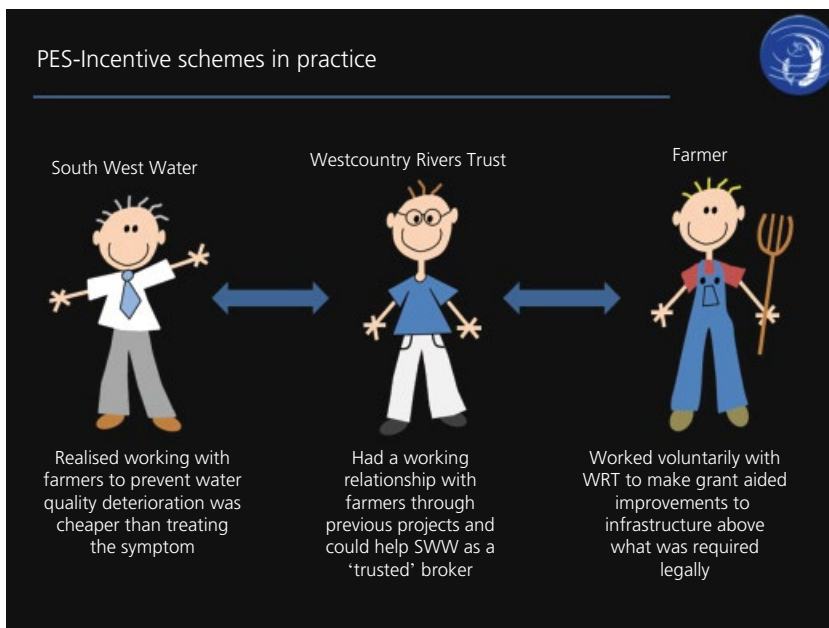 PES-Incentive schemes in practice
South West Water
Westcountry Rivers Trust
Farmer
Realised working with
farmers to prevent water
quality deterioration was
cheaper than treating
the symptom
Had a working
relationship with
farmers through
previous projects and
could help SWW as a
‘trusted’ broker
Worked voluntarily with
WRT to make grant aided
improvements to
infrastructure above
what was required
legally